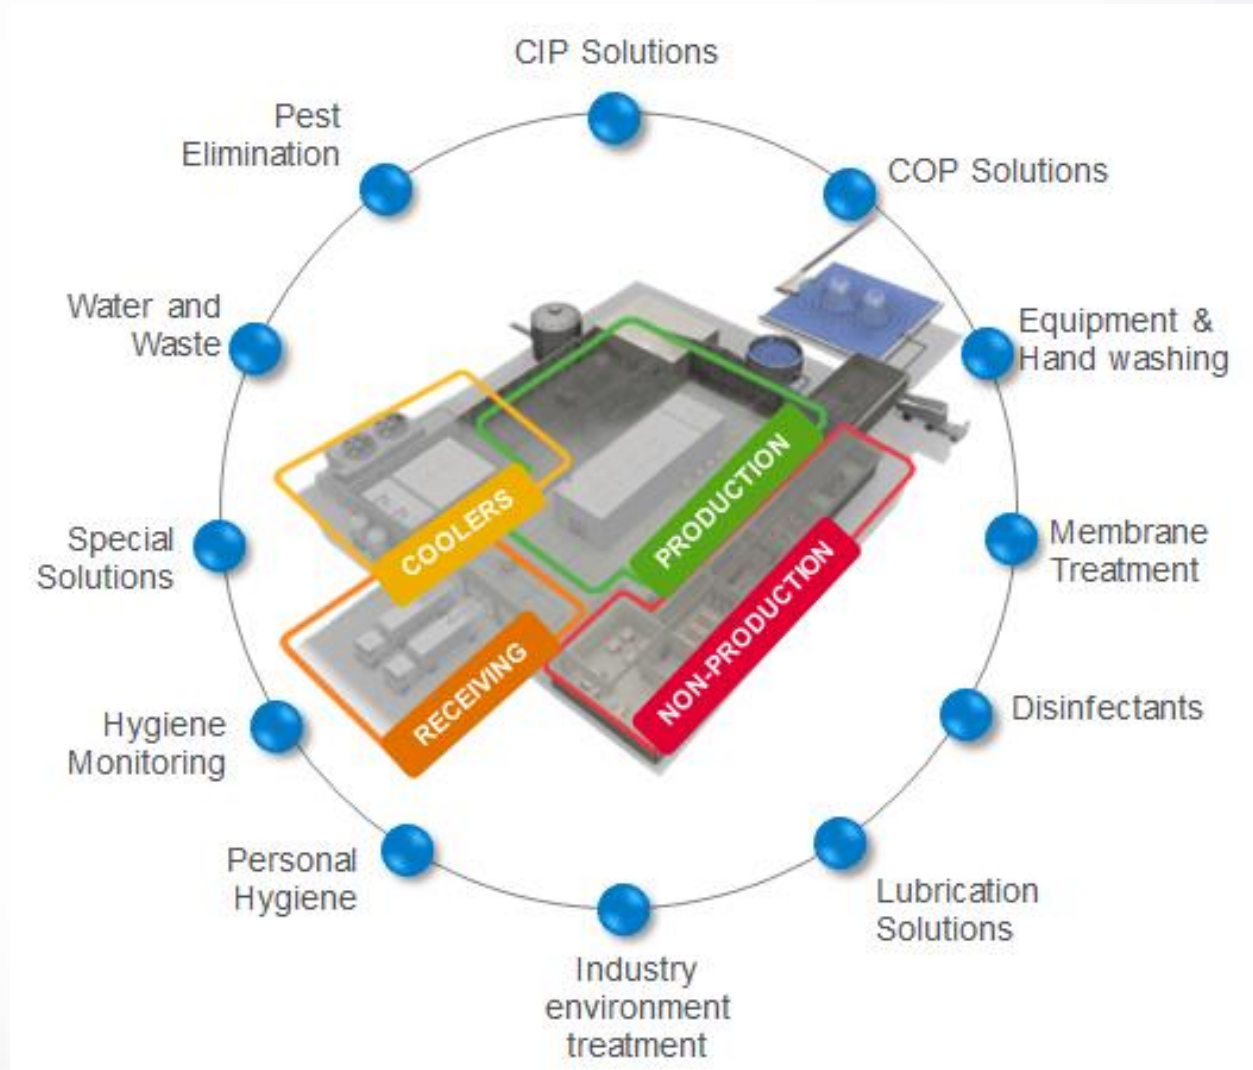 CIP Solutions
Pest
Elimination
COP Solutions
Water and
Waste
Equipment &
Hand washing
COOLERS
PRODUCTION
Special
Solutions
Membrane
Treatment
RECEIVING
NON-PRODUCTION
Hygiene
Monitoring
Disinfectants
Personal
Hygiene
Lubrication
Solutions
Industry
environment
treatment